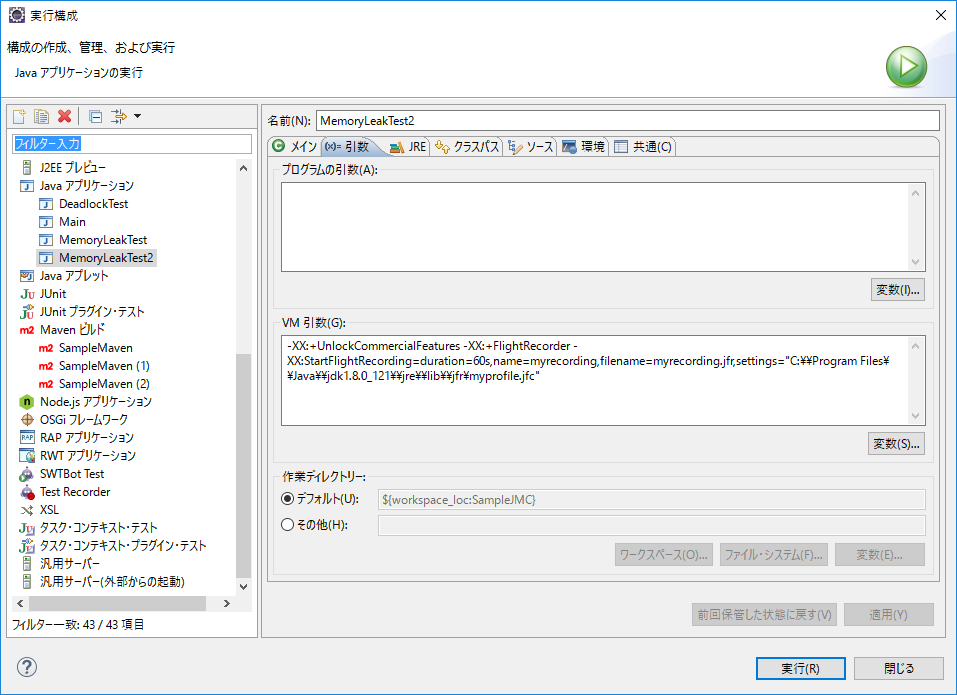 実行構成
構成の作成、管理、および実行
Java アプリケーションの実行
フィルター入力
J2EE プレビュー
Java アプリケーション
DeadlockTest
Main
MemoryLeakTest
MemoryLeakTest2
Java アプレット
JUnit
JUnit プラグイン・テスト
Maven ビルド
SampleMaven
SampleMaven (1)
SampleMaven (2)
Node.js アプリケーション
OSGi フレームワーク
RAP アプリケーション
RWT アプリケーション
SWTBot Test
Test Recorder
XSL
タスク・コンテキスト・テスト
タスク・コンテキスト・プラグイン・テスト
汎用サーバー
汎用サーバー(外部からの起動)
フィルター一致: 43 / 43 項目
名前(N): MemoryLeakTest2
メイン (x)= 引数 JRE クラスパス ソース 環境 共通(C)
プログラムの引数(A):
変数(I)...
VM 引数(G):
-XX:+UnlockCommercialFeatures -XX:+FlightRecorder -
XX:StartFlightRecording=duration=60s,name=myrecording,filename=myrecording.jfr,settings="C:¥¥Program Files¥
¥Java¥¥jdk1.8.0_121¥¥jre¥¥lib¥¥jfr¥myprofile.jfc"
変数(S)...
作業ディレクトリー:
デフォルト(U): ${workspace_loc:SampleJMC}
その他(H):
ワークスペース(O)... ファイル・システム(F)... 変数(E)...
前回保管した状態に戻す(V) 適用(Y)
実行(R) 閉じる